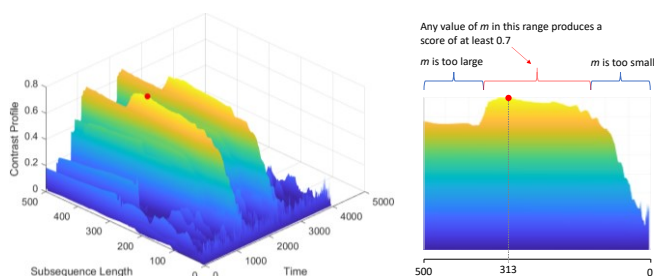 Contrast Profile
0.8
0.6
0.4
0.2
0
500
400
300
200
100
0
Subsequence Length
0
1000
2000
3000
4000
5000
Time
Any value of m in this range produces a
score of at least 0.7
m is too large
m is too small
500
313
0